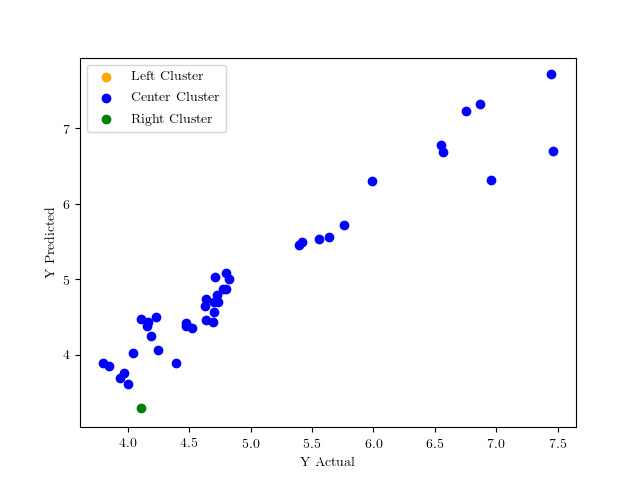 Left Cluster
Center Cluster
Right Cluster
7
6
5
4
Y Predicted
4.0 4.5 5.0 5.5 6.0 6.5 7.0 7.5
Y Actual